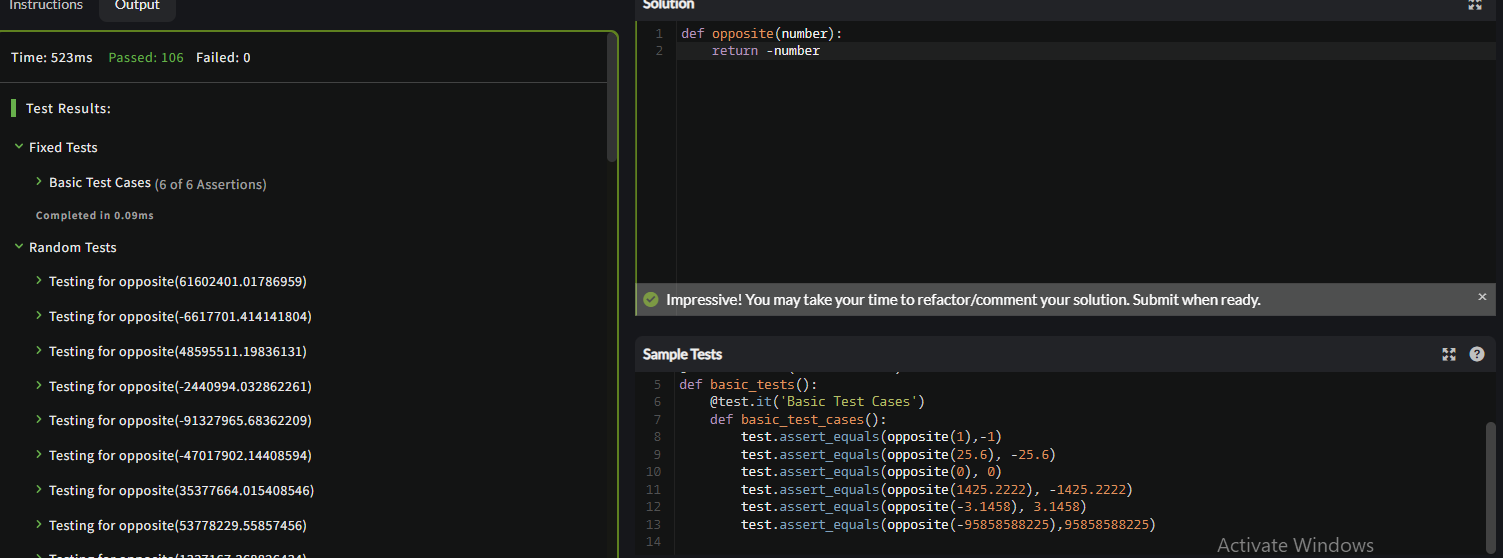 Instructions
Output
Time: 523ms Passed: 106 Failed: 0
Test Results:
Fixed Tests
Basic Test Cases (6 of 6 Assertions)
Completed in 0.09ms
Random Tests
Testing for opposite(61602401.01786959)
Testing for opposite(-6617701.414141804)
Testing for opposite(48595511.19836131)
Testing for opposite(-2440994.032862261)
Testing for opposite(-91327965.68362209)
Testing for opposite(-47017902.14408594)
Testing for opposite(35377664.015408546)
Testing for opposite(53778229.55857456)
Solution
1 def opposite(number):
2 return -number
Impressive! You may take your time to refactor/comment your solution. Submit when ready.
Sample Tests
5 def basic_tests():
6 @test.it('Basic Test Cases')
7 def basic_test_cases():
8 test.assert_equals(opposite(1),-1)
9 test.assert_equals(opposite(25.6), -25.6)
10 test.assert_equals(opposite(0), 0)
11 test.assert_equals(opposite(1425.2222), -1425.2222)
12 test.assert_equals(opposite(-3.1458), 3.1458)
13 test.assert_equals(opposite(-95858588225),95858588225)
14
Activate Windows